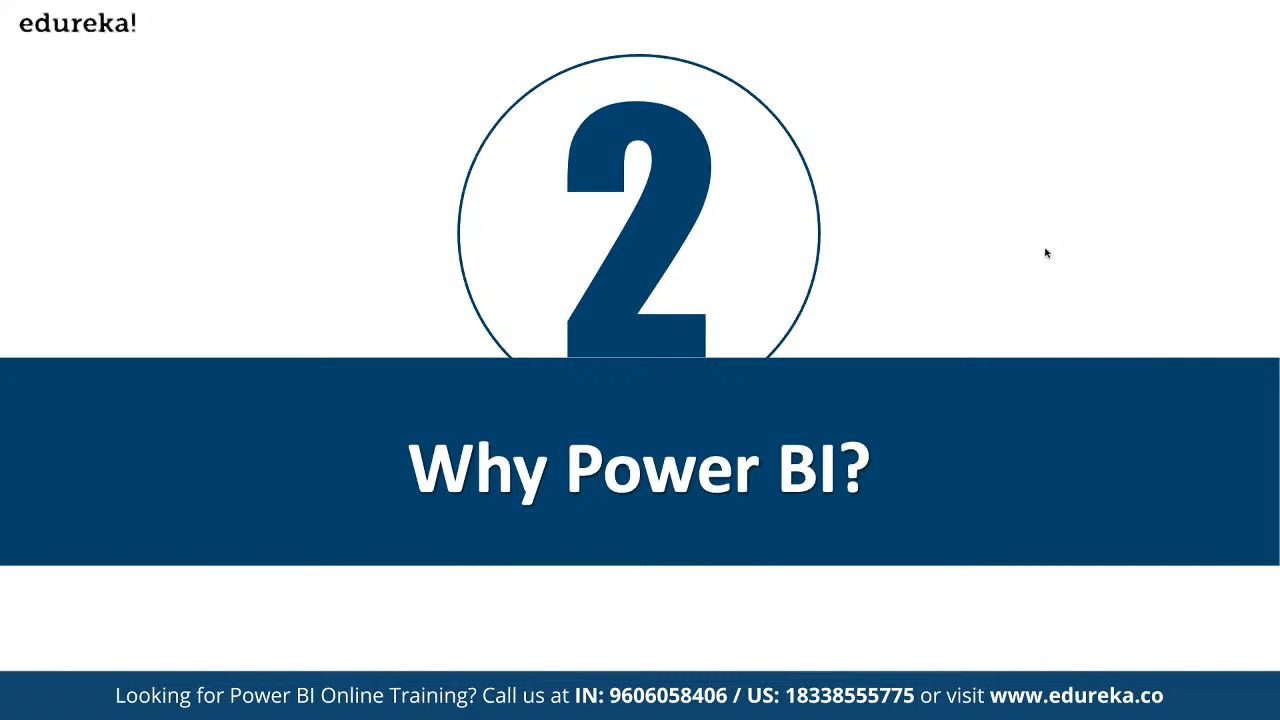 edureka!
2
Why Power BI?
Looking for Power BI Online Training? Call us at IN: 9606058406 / US: 18338555775 or visit www.edureka.co